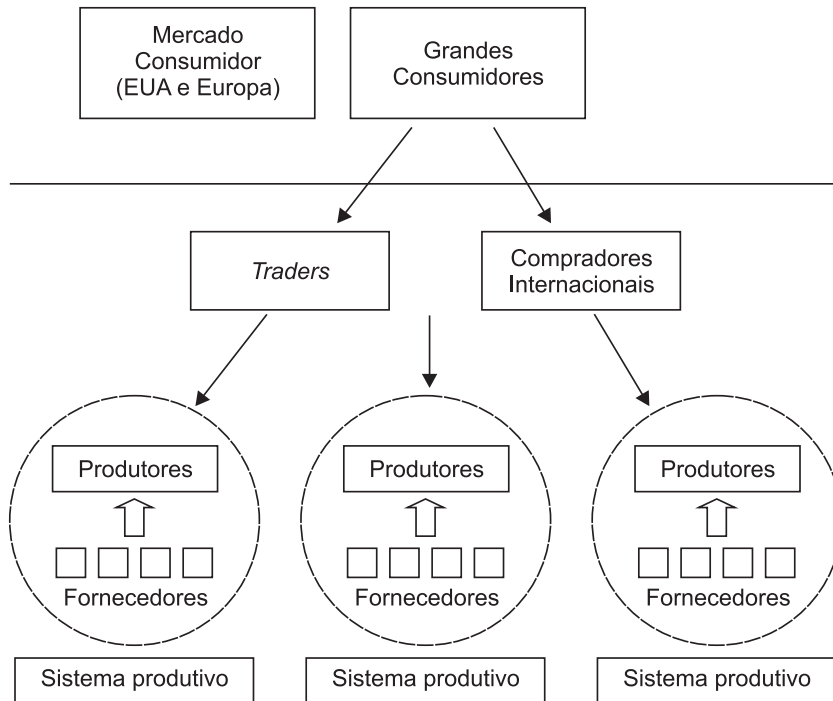 Mercado
Consumidor
(EUA e Europa)
Grandes
Consumidores
Traders
Compradores
Internacionais
Produtores
Fornecedores
Sistema produtivo
Produtores
Fornecedores
Sistema produtivo
Produtores
Fornecedores
Sistema produtivo